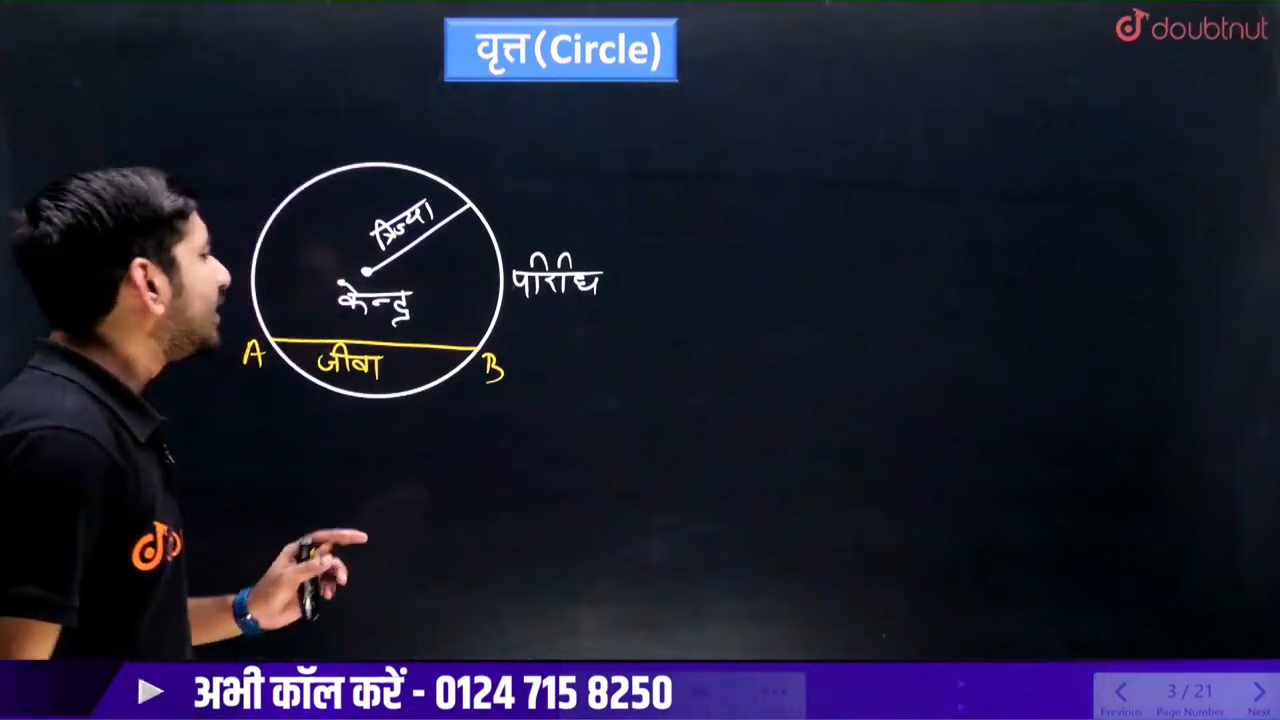 वृत्त (Circle)
doubtnut
त्रिज्या
केन्द्र
परिधि
A
जीवा
B
अभी कॉल करें - 0124 715 8250
3 / 21
Previous
Page Number
Next